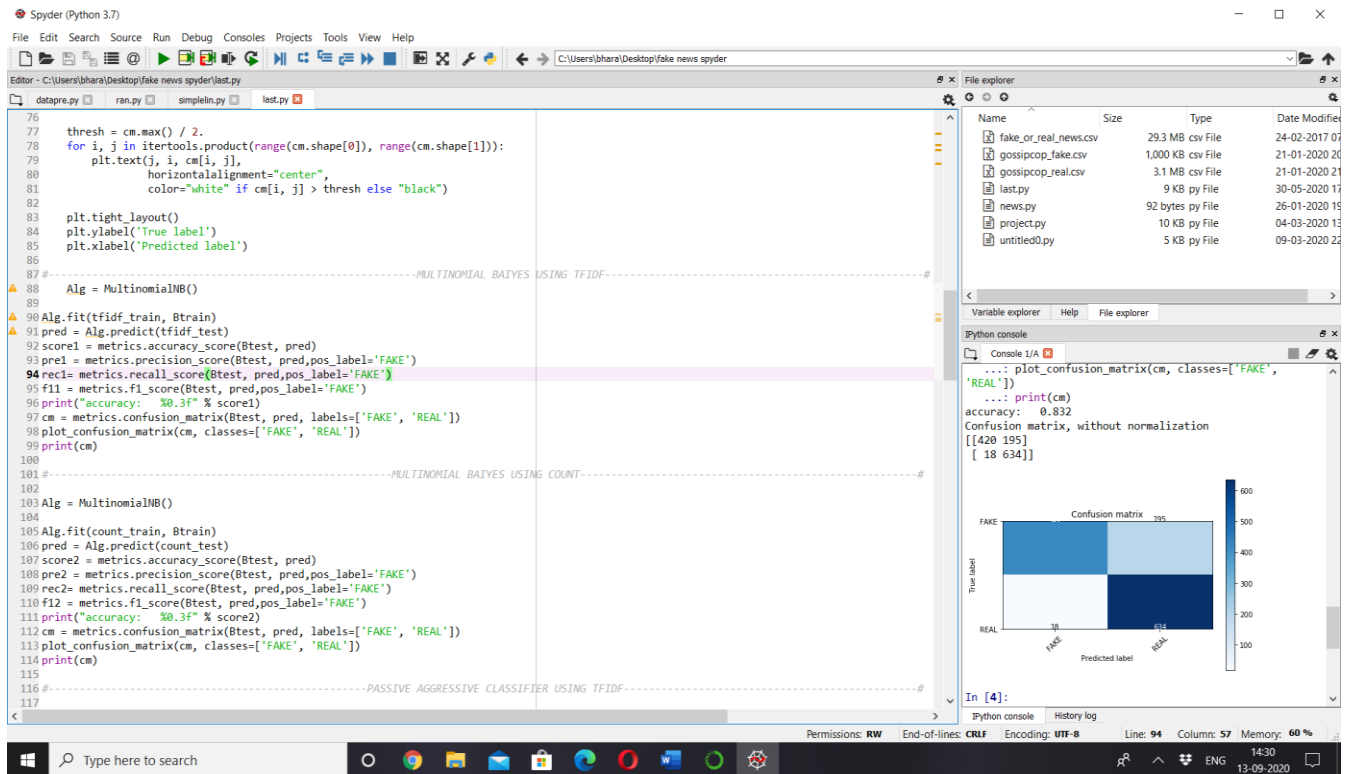 Spyder (Python 3.7)
File Edit Search Source Run Debug Consoles Projects Tools View Help
C:\Users\bhara\Desktop\fake news spyder
Editor - C:\Users\bhara\Desktop\fake news spyder\last.py
datapre.py ran.py simplelin.py last.py
76
77 thresh = cm.max() / 2.
78 for i, j in itertools.product(range(cm.shape[0]), range(cm.shape[1])):
79 plt.text(j, i, cm[i, j],
80 horizontalalignment="center",
81 color="white" if cm[i, j] > thresh else "black")
82
83 plt.tight_layout()
84 plt.ylabel('True label')
85 plt.xlabel('Predicted label')
86
87 #---MULTINOMIAL BAIYES USING TFIDF---#
88 Alg = MultinomialNB()
89
90 Alg.fit(tfidf_train, Btrain)
91 pred = Alg.predict(tfidf_test)
92 score1 = metrics.accuracy_score(Btest, pred)
93 pre1 = metrics.precision_score(Btest, pred,pos_label='FAKE')
94 rec1= metrics.recall_score(Btest, pred,pos_label='FAKE')
95 f11 = metrics.f1_score(Btest, pred,pos_label='FAKE')
96 print("accuracy:   %0.3f" % score1)
97 cm = metrics.confusion_matrix(Btest, pred, labels=['FAKE', 'REAL'])
98 plot_confusion_matrix(cm, classes=['FAKE', 'REAL'])
99 print(cm)
100
101 #---MULTINOMIAL BAIYES USING COUNT---#
102
103 Alg = MultinomialNB()
104
105 Alg.fit(count_train, Btrain)
106 pred = Alg.predict(count_test)
107 score2 = metrics.accuracy_score(Btest, pred)
108 pre2 = metrics.precision_score(Btest, pred,pos_label='FAKE')
109 rec2= metrics.recall_score(Btest, pred,pos_label='FAKE')
110 f12 = metrics.f1_score(Btest, pred,pos_label='FAKE')
111 print("accuracy:   %0.3f" % score2)
112 cm = metrics.confusion_matrix(Btest, pred, labels=['FAKE', 'REAL'])
113 plot_confusion_matrix(cm, classes=['FAKE', 'REAL'])
114 print(cm)
115
116 #---PASSIVE AGGRESSIVE CLASSIFIER USING TFIDF---#
117
File explorer
Name Size Type Date Modified
fake_or_real_news.csv 29.3 MB csv File 24-02-2017 07
gossipcop_fake.csv 1,000 KB csv File 21-01-2020 20
gossipcop_real.csv 3.1 MB csv File 21-01-2020 21
last.py 9 KB py File 30-05-2020 17
news.py 92 bytes py File 26-01-2020 19
project.py 10 KB py File 04-03-2020 13
untitled0.py 5 KB py File 09-03-2020 22
Variable explorer Help File explorer
IPython console
Console 1/A
...: plot_confusion_matrix(cm, classes=['FAKE',
'REAL'])
...: print(cm)
accuracy:   0.832
Confusion matrix, without normalization
[[420 195]
[ 18 634]]
Confusion matrix
FAKE
195
True label
REAL
18
634
FAKE
REAL
Predicted label
600
500
400
300
200
100
In [4]:
IPython console History log
Permissions: RW End-of-lines: CRLF Encoding: UTF-8 Line: 94 Column: 57 Memory: 60 %
Type here to search
ENG
14:30
13-09-2020